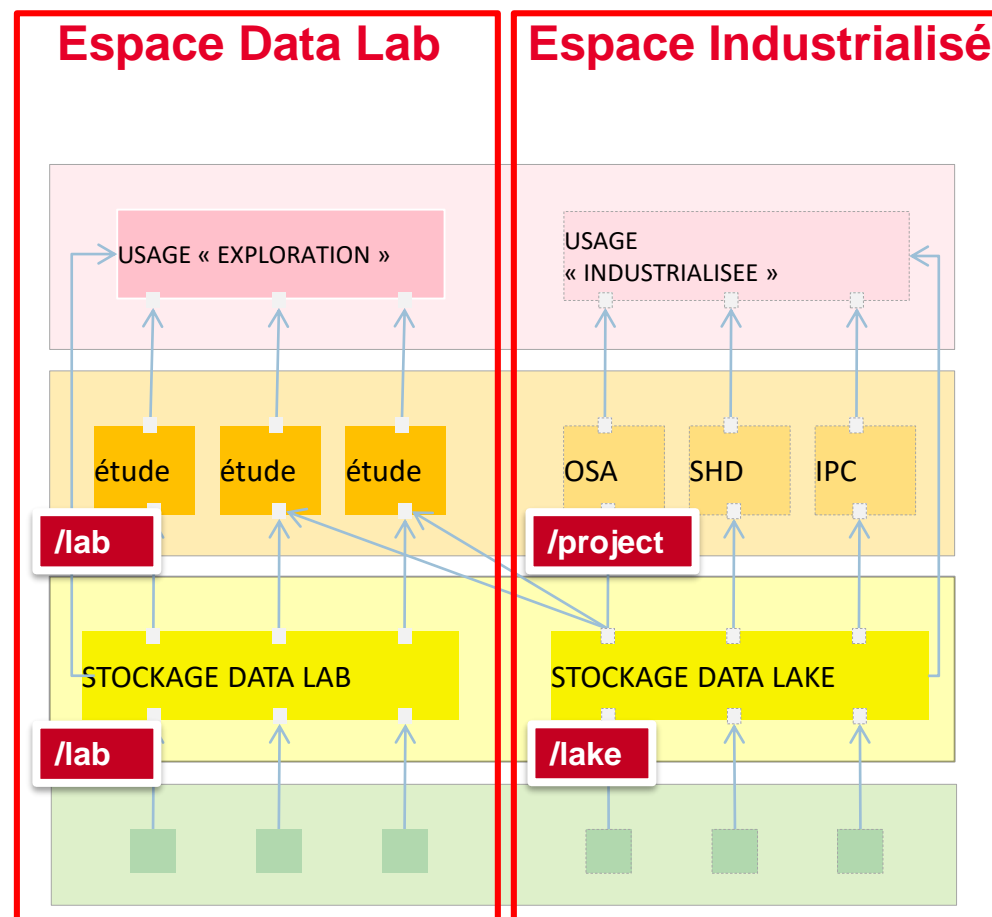 Espace Data Lab
Espace Industrialisé
USAGE « EXPLORATION »
USAGE
« INDUSTRIALISEE »
étude
étude
étude
OSA
SHD
IPC
/lab
/project
STOCKAGE DATA LAB
STOCKAGE DATA LAKE
/lab
/lake